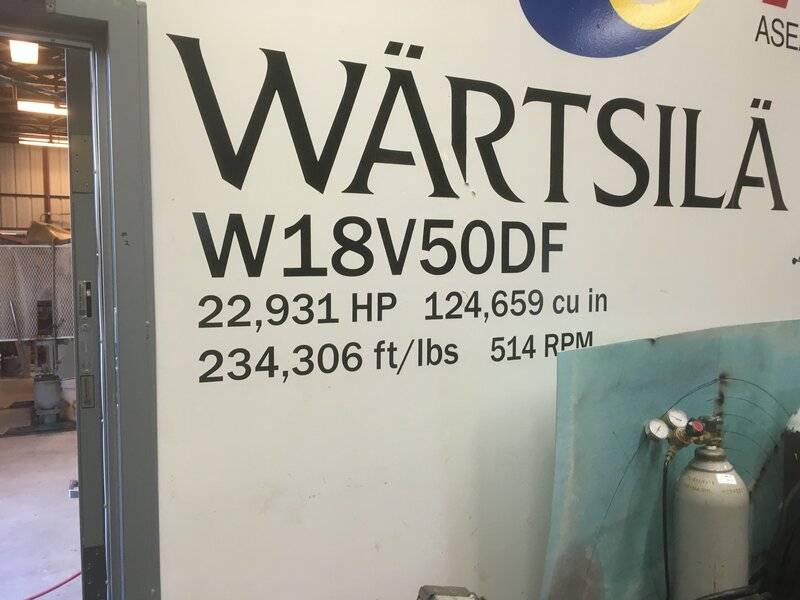 ASE
WÄRTSILÄ
W18V50DF
22,931 HP 124,659 cu in
234,306 ft/lbs 514 RPM